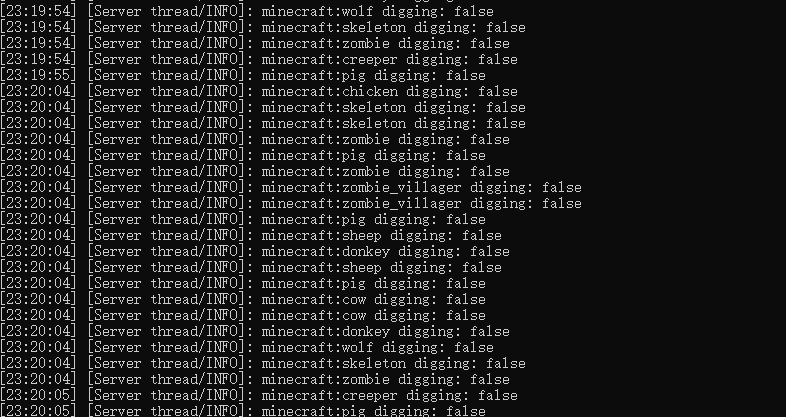 [23:19:54] [Server thread/INFO]: minecraft:wolf digging: false
[23:19:54] [Server thread/INFO]: minecraft:skeleton digging: false
[23:19:54] [Server thread/INFO]: minecraft:zombie digging: false
[23:19:54] [Server thread/INFO]: minecraft:creeper digging: false
[23:19:55] [Server thread/INFO]: minecraft:pig digging: false
[23:20:04] [Server thread/INFO]: minecraft:chicken digging: false
[23:20:04] [Server thread/INFO]: minecraft:skeleton digging: false
[23:20:04] [Server thread/INFO]: minecraft:skeleton digging: false
[23:20:04] [Server thread/INFO]: minecraft:zombie digging: false
[23:20:04] [Server thread/INFO]: minecraft:pig digging: false
[23:20:04] [Server thread/INFO]: minecraft:zombie digging: false
[23:20:04] [Server thread/INFO]: minecraft:zombie_villager digging: false
[23:20:04] [Server thread/INFO]: minecraft:zombie_villager digging: false
[23:20:04] [Server thread/INFO]: minecraft:pig digging: false
[23:20:04] [Server thread/INFO]: minecraft:sheep digging: false
[23:20:04] [Server thread/INFO]: minecraft:donkey digging: false
[23:20:04] [Server thread/INFO]: minecraft:sheep digging: false
[23:20:04] [Server thread/INFO]: minecraft:pig digging: false
[23:20:04] [Server thread/INFO]: minecraft:cow digging: false
[23:20:04] [Server thread/INFO]: minecraft:cow digging: false
[23:20:04] [Server thread/INFO]: minecraft:donkey digging: false
[23:20:04] [Server thread/INFO]: minecraft:wolf digging: false
[23:20:04] [Server thread/INFO]: minecraft:skeleton digging: false
[23:20:04] [Server thread/INFO]: minecraft:zombie digging: false
[23:20:05] [Server thread/INFO]: minecraft:creeper digging: false
[23:20:05] [Server thread/INFO]: minecraft:pig digging: false